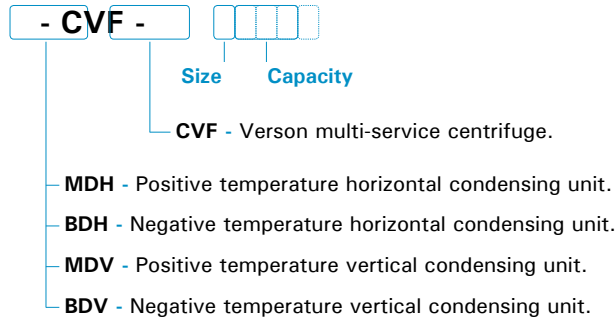 - CVF -
Size Capacity
CVF - Verson multi-service centrifuge.
MDH - Positive temperature horizontal condensing unit.
BDH - Negative temperature horizontal condensing unit.
MDV - Positive temperature vertical condensing unit.
BDV - Negative temperature vertical condensing unit.